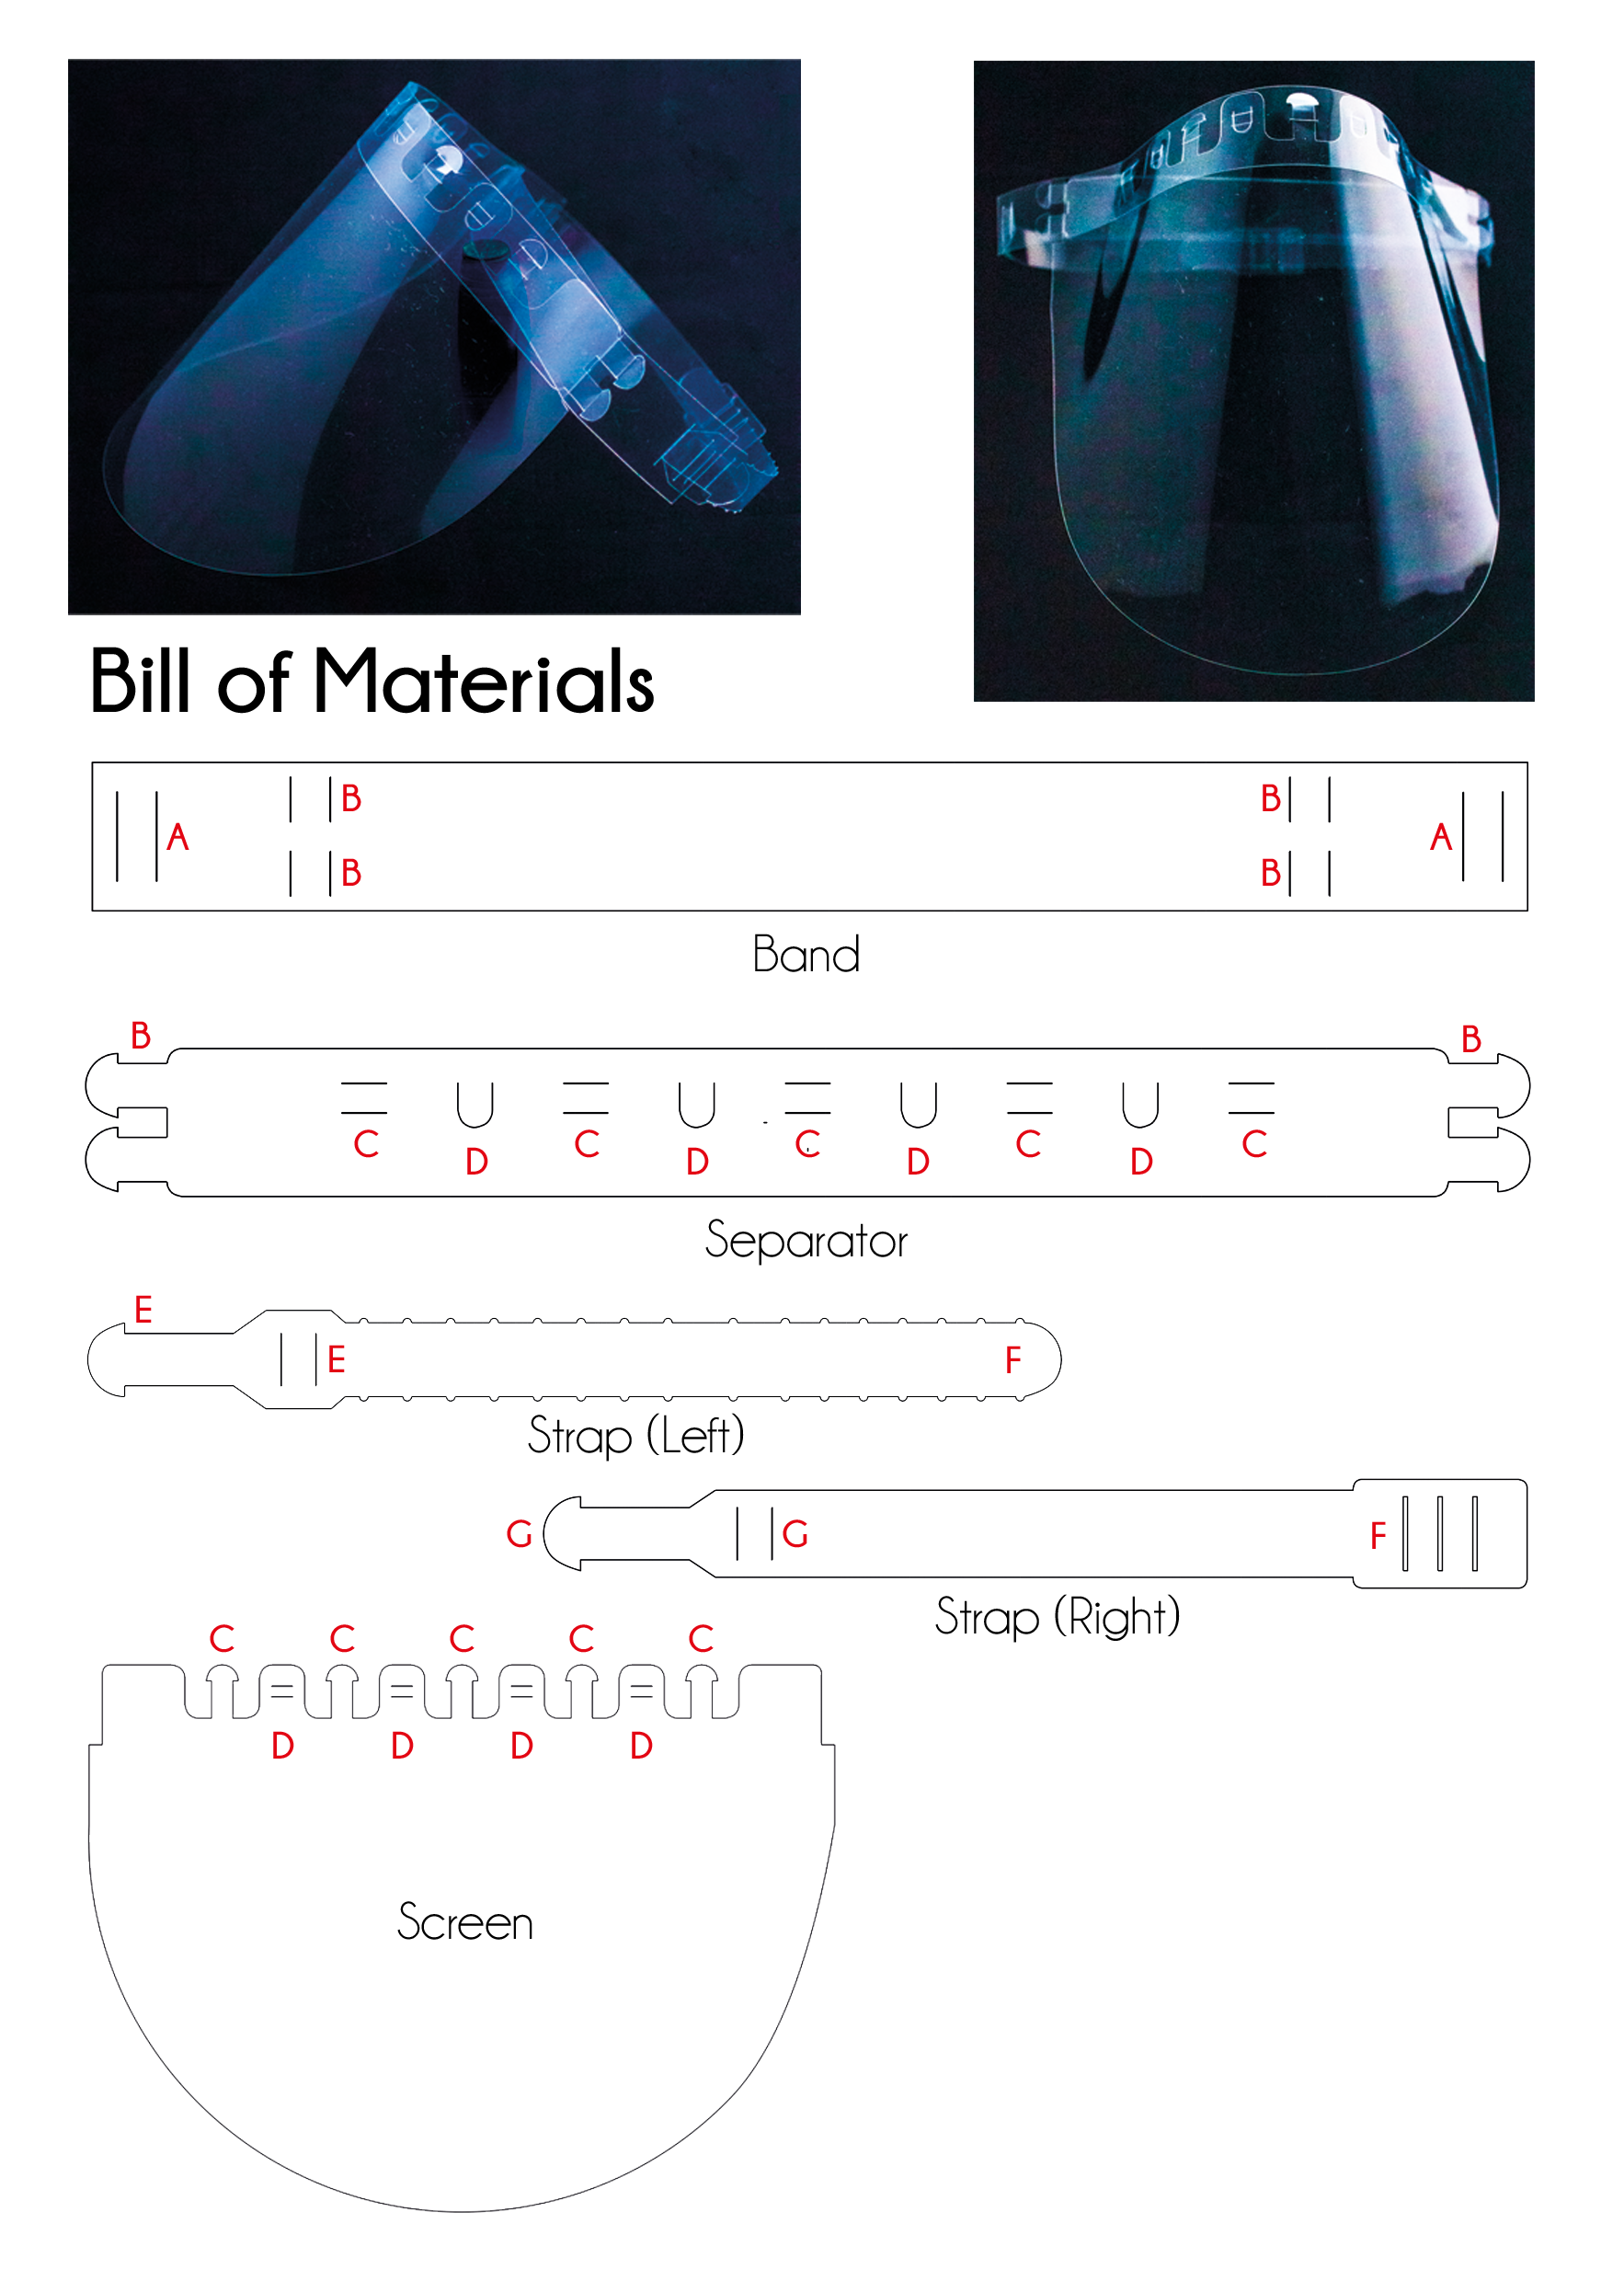 Bill of Materials
B B
A A
B B
Band
B B
C C C C C
D D D D
Separator
E
E F
Strap (Left)
G G F
Strap (Right)
C C C C C
D D D D
Screen